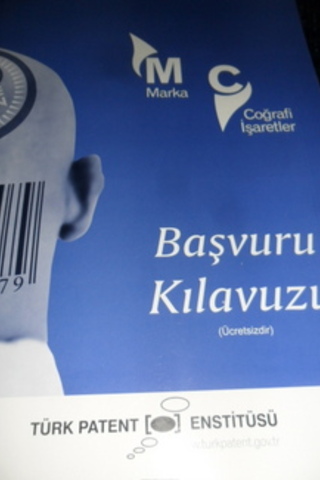 M
Marka
C
Coğrafi
İşaretler
79
Başvuru
Kılavuzu
(Ücretsizdir)
TÜRK PATENT ENSTİTÜSÜ
.turkpatent.gov.tr